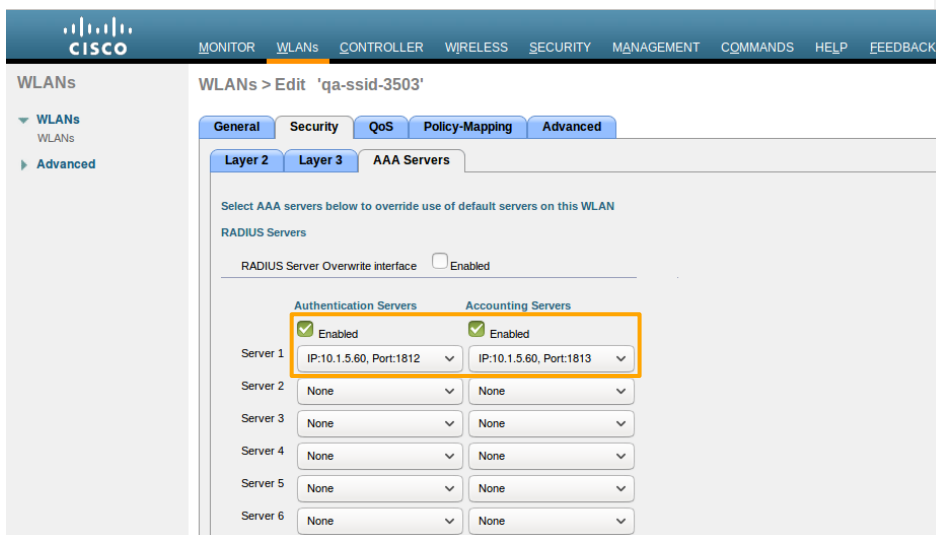 CISCO
MONITOR WLANs CONTROLLER WIRELESS SECURITY MANAGEMENT COMMANDS HELP FEEDBACK
WLANs
WLANs > Edit 'qa-ssid-3503'
WLANs
WLANs
Advanced
General Security QoS Policy-Mapping Advanced
Layer 2 Layer 3 AAA Servers
Select AAA servers below to override use of default servers on this WLAN
RADIUS Servers
RADIUS Server Overwrite interface Enabled
Authentication Servers Accounting Servers
Enabled Enabled
Server 1 IP:10.1.5.60, Port:1812 IP:10.1.5.60, Port:1813
Server 2 None None
Server 3 None None
Server 4 None None
Server 5 None None
Server 6 None None